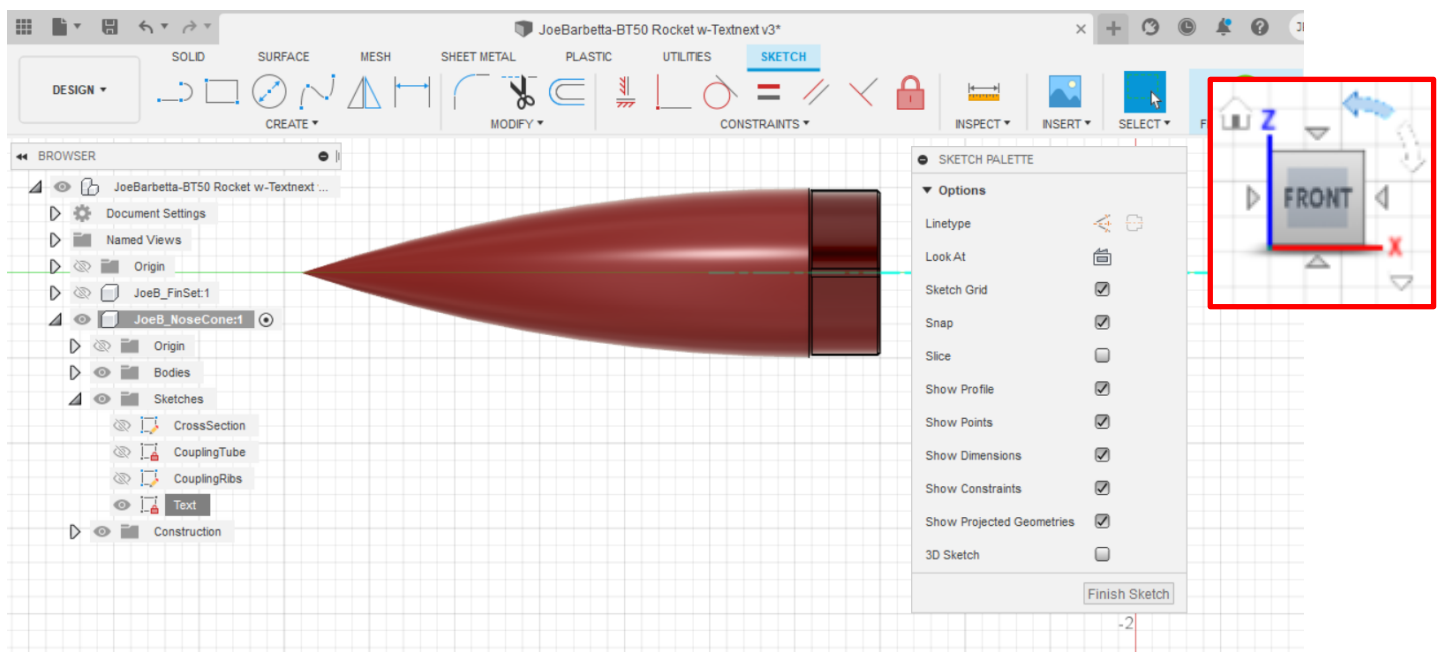 JoeBarbetta-BT50 Rocket w-Textnext v3*
SOLID SURFACE MESH SHEET METAL PLASTIC UTILITIES SKETCH
DESIGN
CREATE MODIFY CONSTRAINTS INSPECT INSERT SELECT
BROWSER
JoeBarbetta-BT50 Rocket w-Textnext ...
Document Settings
Named Views
Origin
JoeB_FinSet:1
JoeB_NoseCone:1
Origin
Bodies
Sketches
CrossSection
CouplingTube
CouplingRibs
Text
Construction
SKETCH PALETTE
Options
Linetype
Look At
Sketch Grid
Snap
Slice
Show Profile
Show Points
Show Dimensions
Show Constraints
Show Projected Geometries
3D Sketch
Finish Sketch
-2
Z
FRONT
X